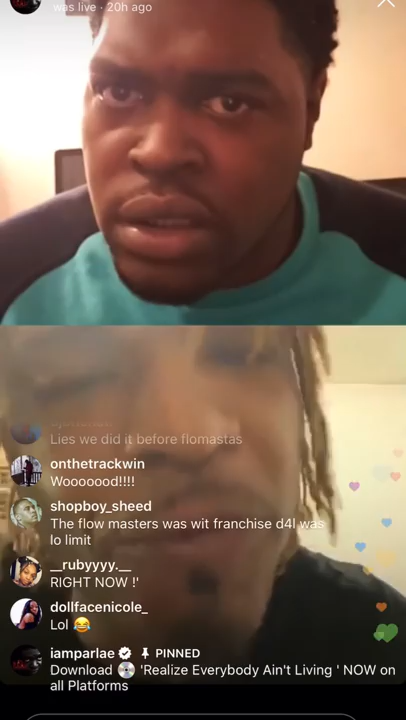 was live · 20h ago
Lies we did it before flomastas
onthetrackwin
Wooooood!!!!
shopboy_sheed
The flow masters was wit franchise d4l was
lo limit
__rubyyyy.__
RIGHT NOW !'
dollfacenicole_
Lol 😂
iamparlae PINNED
Download 💿 'Realize Everybody Ain't Living ' NOW on
all Platforms